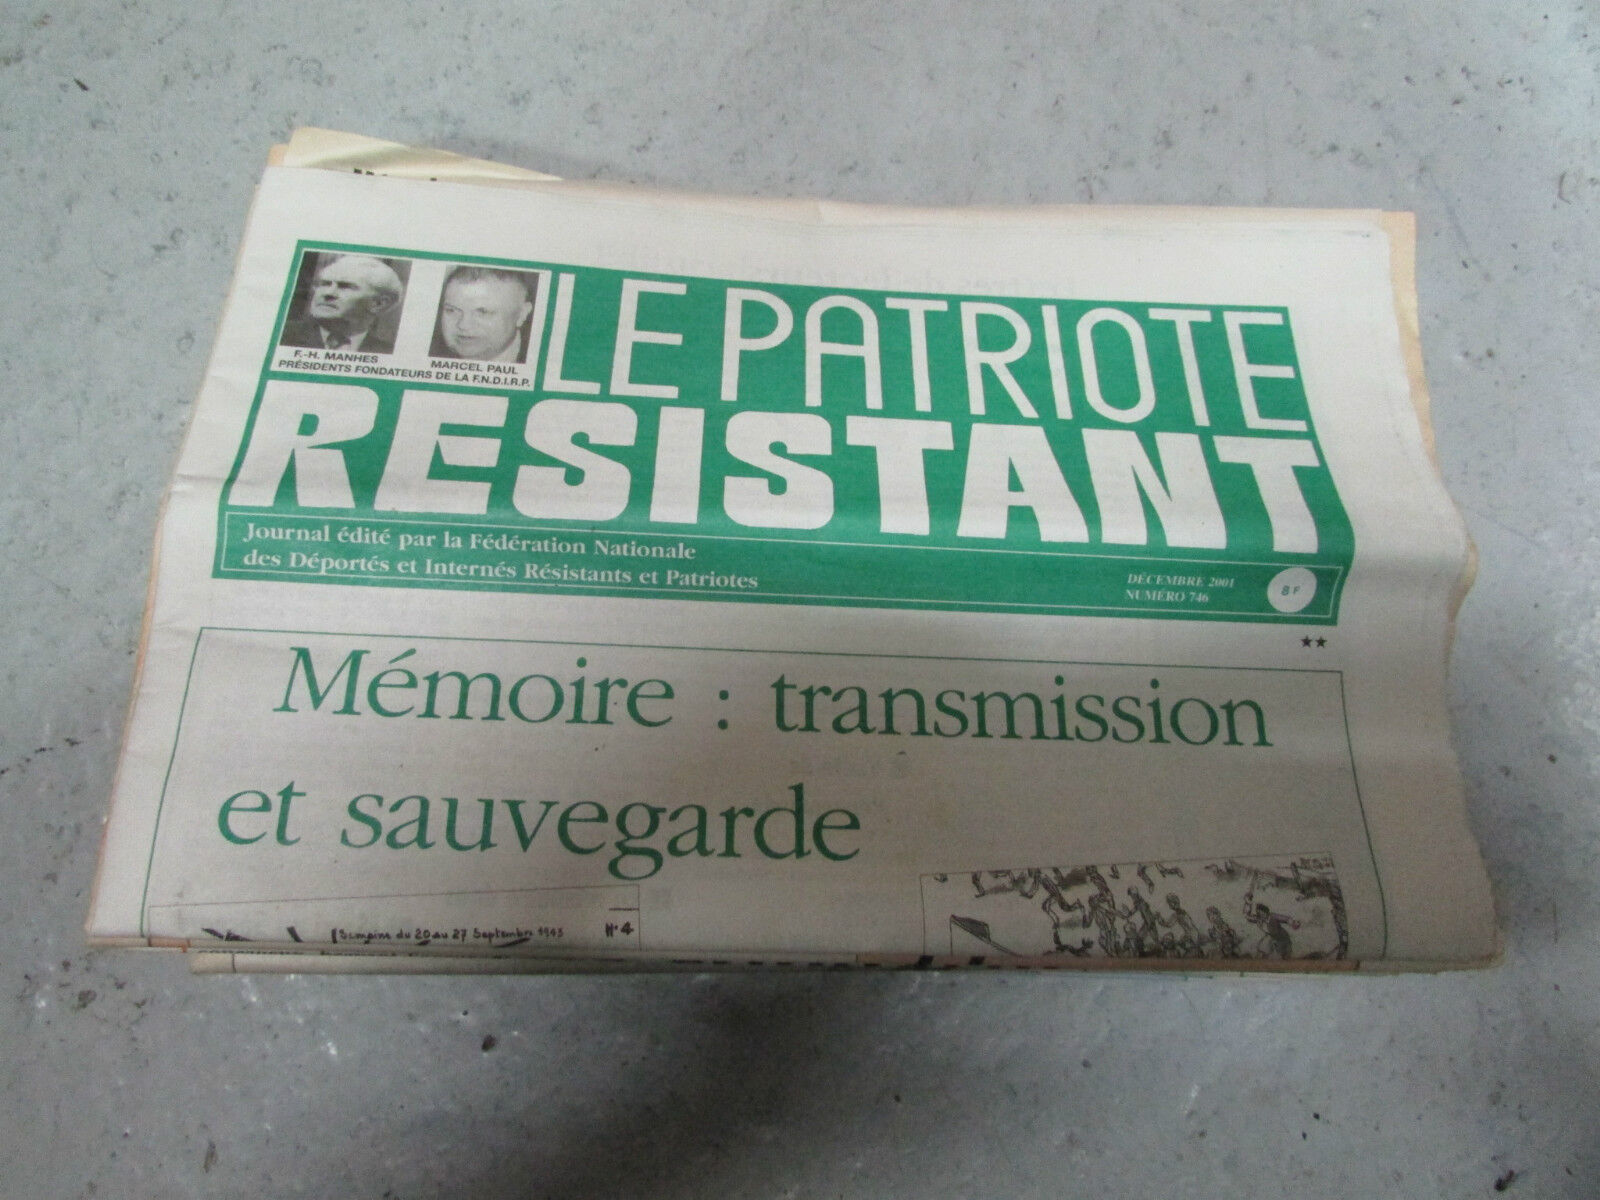 F.-H. MANHES
MARCEL PAUL
PRÉSIDENTS FONDATEURS DE LA F.N.D.I.R.P.
LE PATRIOTE
RESISTANT
Journal édité par la Fédération Nationale
des Déportés et Internés Résistants et Patriotes
DÉCEMBRE 2001
NUMÉRO 746
8 F
★★
Mémoire : transmission
et sauvegarde
Semaine du 20 au 27 Septembre 1943
N° 4